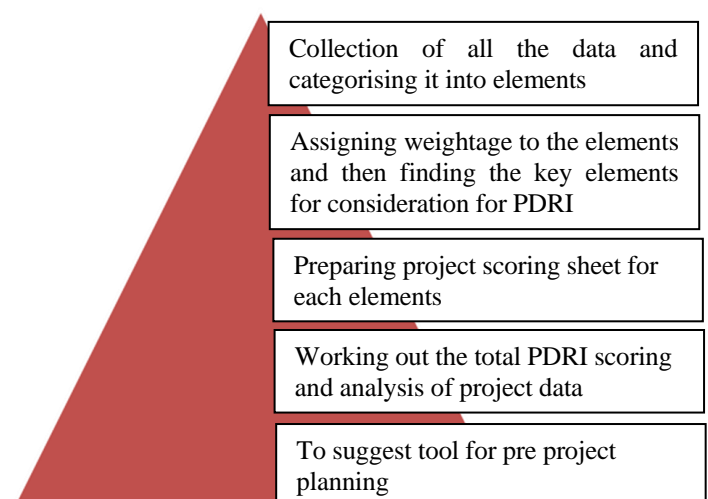 Collection of all the data and
categorising it into elements
Assigning weightage to the elements
and then finding the key elements
for consideration for PDRI
Preparing project scoring sheet for
each elements
Working out the total PDRI scoring
and analysis of project data
To suggest tool for pre project
planning